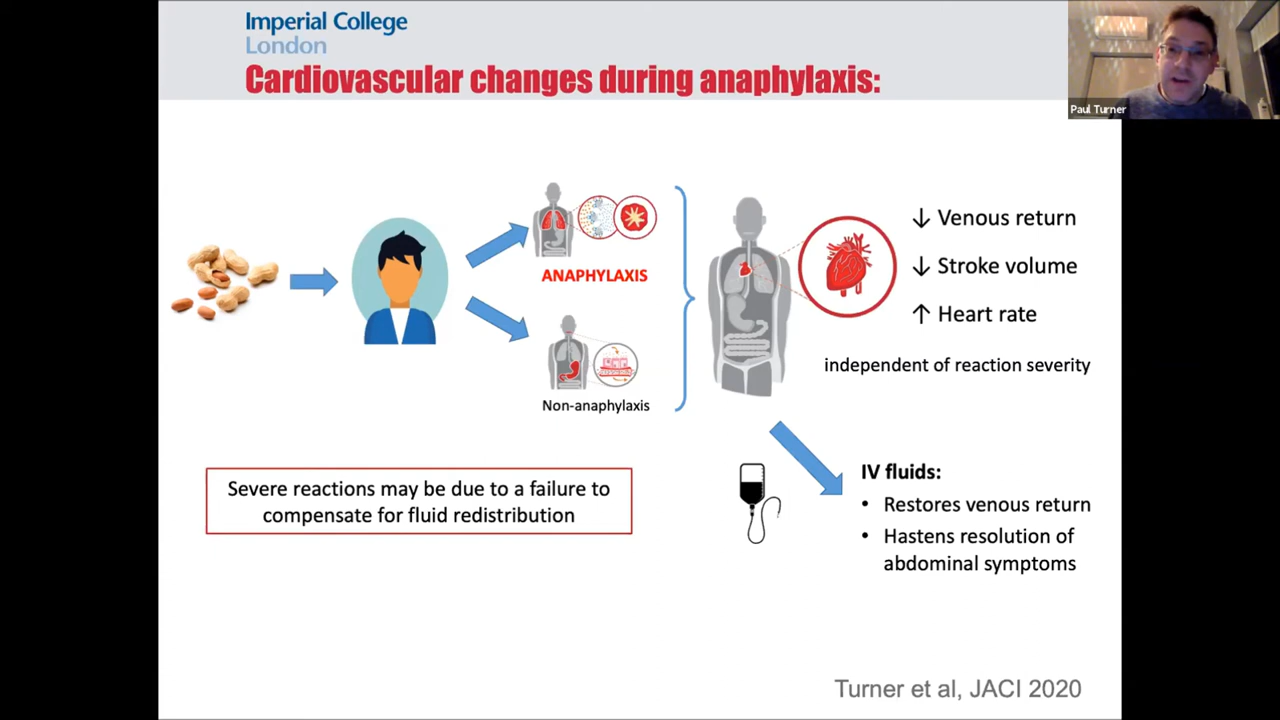 Imperial College
London
Cardiovascular changes during anaphylaxis:
Paul Turner
ANAPHYLAXIS
Non-anaphylaxis
↓ Venous return
↓ Stroke volume
↑ Heart rate
independent of reaction severity
Severe reactions may be due to a failure to
compensate for fluid redistribution
IV fluids:
• Restores venous return
• Hastens resolution of
abdominal symptoms
Turner et al, JACI 2020